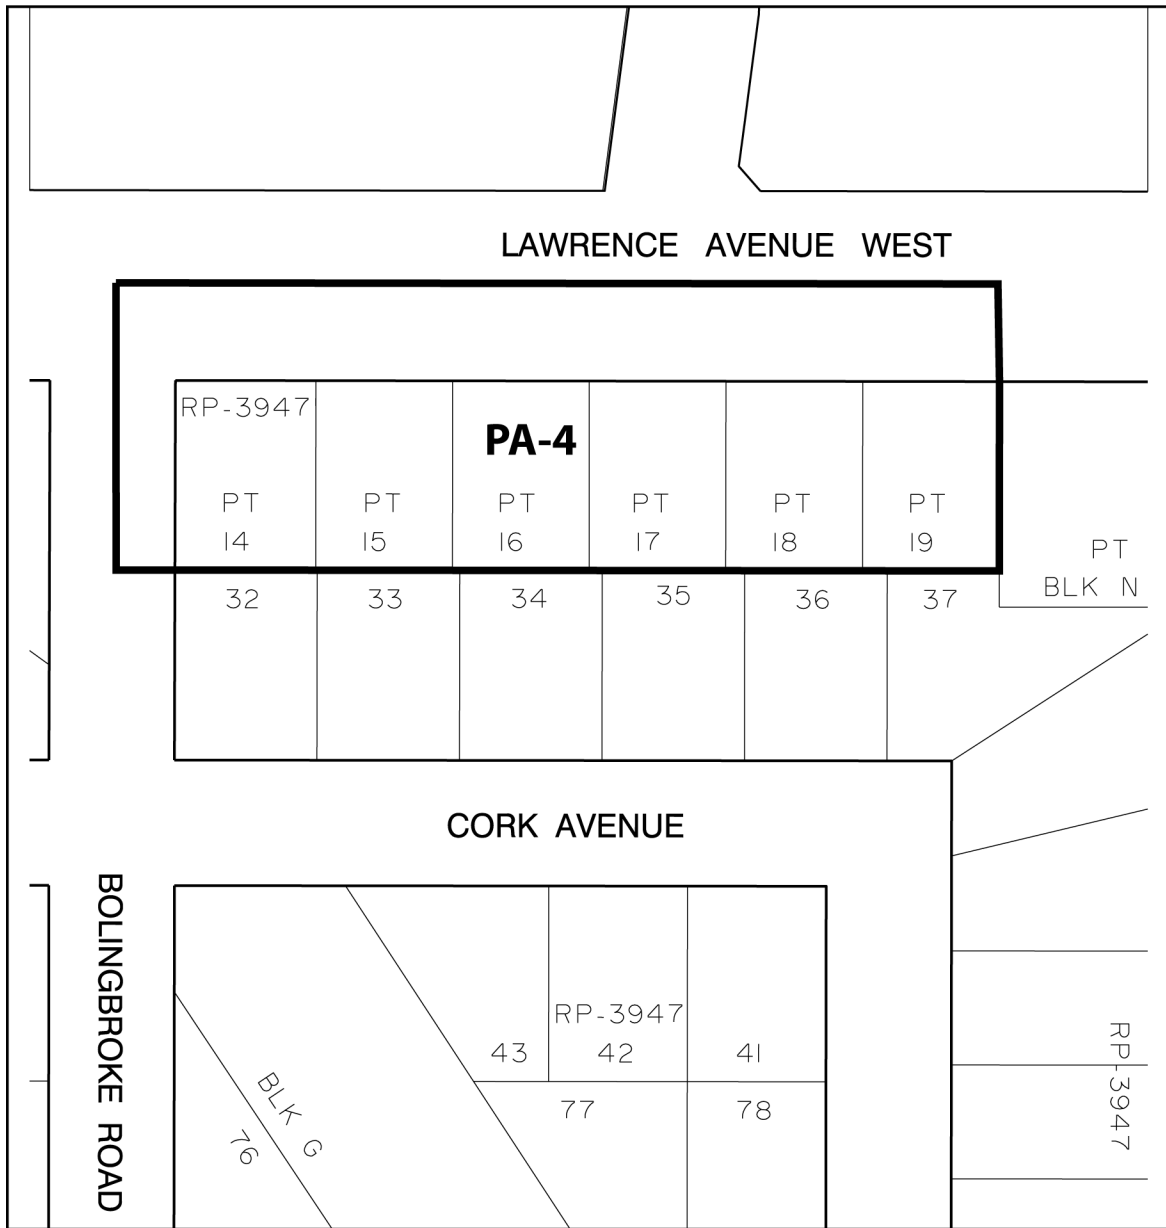 LAWRENCE AVENUE WEST
RP-3947
PA-4
PT
14
PT
15
PT
16
PT
17
PT
18
PT
19
PT
BLK N
32
33
34
35
36
37
CORK AVENUE
BOLINGBROKE ROAD
RP-3947
43
42
41
77
78
BLK G
76
RP-3947